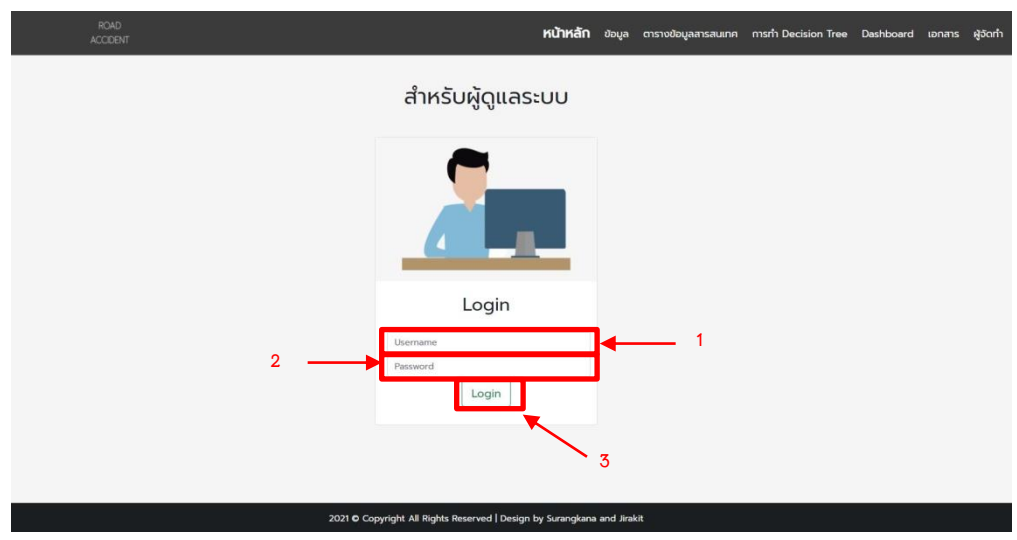 ROAD
ACCIDENT
หน้าหลัก ข้อมูล ตารางข้อมูลสารสนเทศ การทำ Decision Tree Dashboard เอกสาร ผู้จัดทำ
สำหรับผู้ดูแลระบบ
Login
Username
1
2
Password
Login
3
2021 © Copyright All Rights Reserved | Design by Surangkana and Jirakit